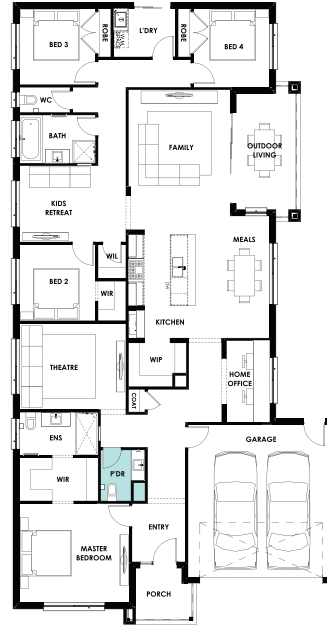 BED 3
ROBE
L'DRY
ROBE
BED 4
WC
BATH
FAMILY
OUTDOOR
LIVING
KIDS
RETREAT
MEALS
WIL
BED 2
WIR
KITCHEN
THEATRE
WIP
HOME
OFFICE
COAT
ENS
GARAGE
P'DR
WIR
ENTRY
MASTER
BEDROOM
PORCH